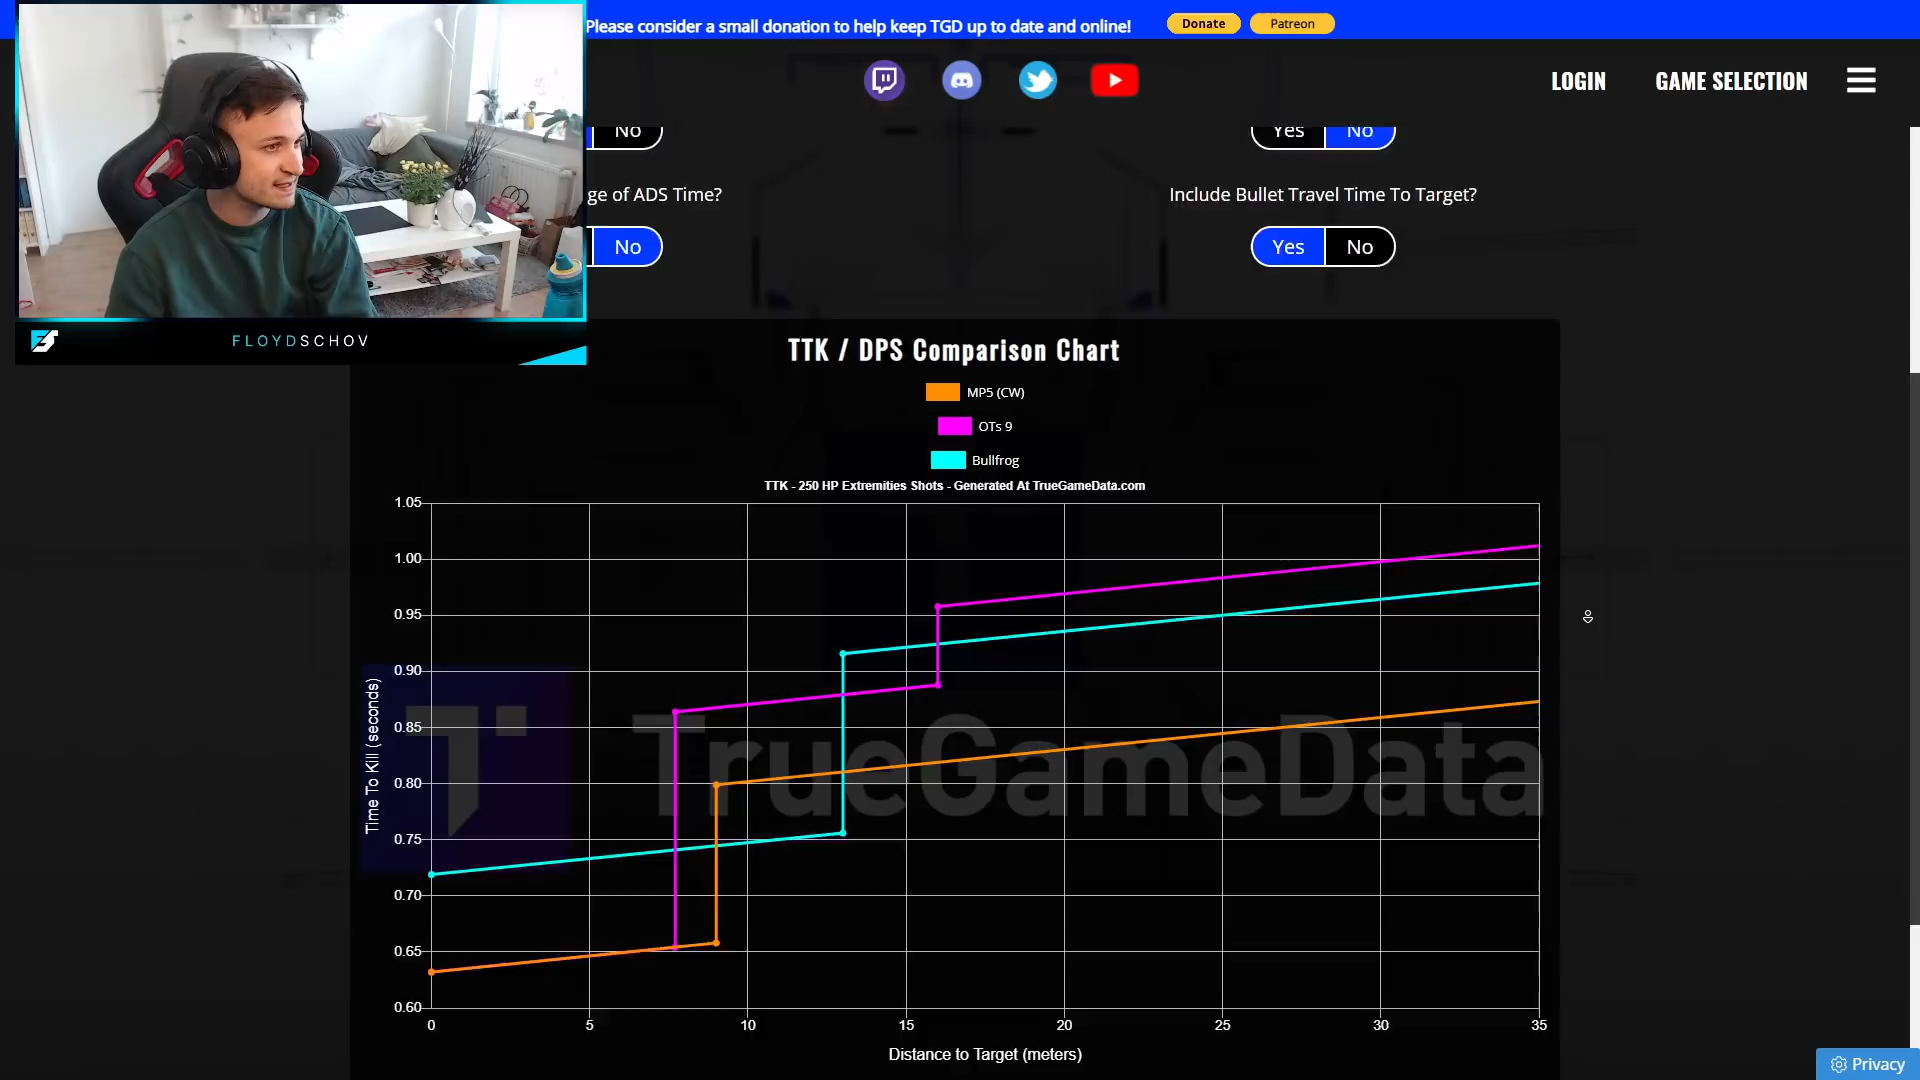 Please consider a small donation to help keep TGD up to date and online!
Donate
Patreon
LOGIN
GAME SELECTION
No
Yes
No
ge of ADS Time?
Include Bullet Travel Time To Target?
No
Yes
No
FLOYDSCHOV
TTK / DPS Comparison Chart
MP5 (CW)
OTs 9
Bullfrog
TTK - 250 HP Extremities Shots - Generated At TrueGameData.com
1.05
1.00
0.95
0.90
0.85
0.80
0.75
0.70
0.65
0.60
Time To Kill (seconds)
TrueGameData
0
5
10
15
20
25
30
35
Distance to Target (meters)
Privacy